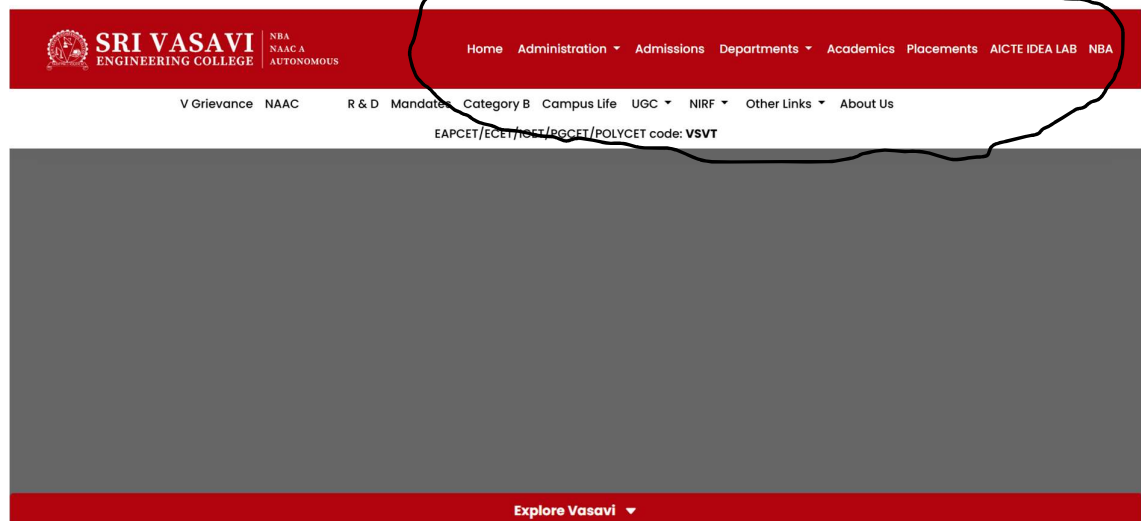 SRI VASAVI
ENGINEERING COLLEGE
NBA
NAAC A
AUTONOMOUS
Home Administration Admissions Departments Academics Placements AICTE IDEA LAB NBA
V Grievance NAAC R & D Mandates Category B Campus Life UGC NIRF Other Links About Us
EAPCET/ECET/ICET/PGCET/POLYCET code: VSVT
Explore Vasavi